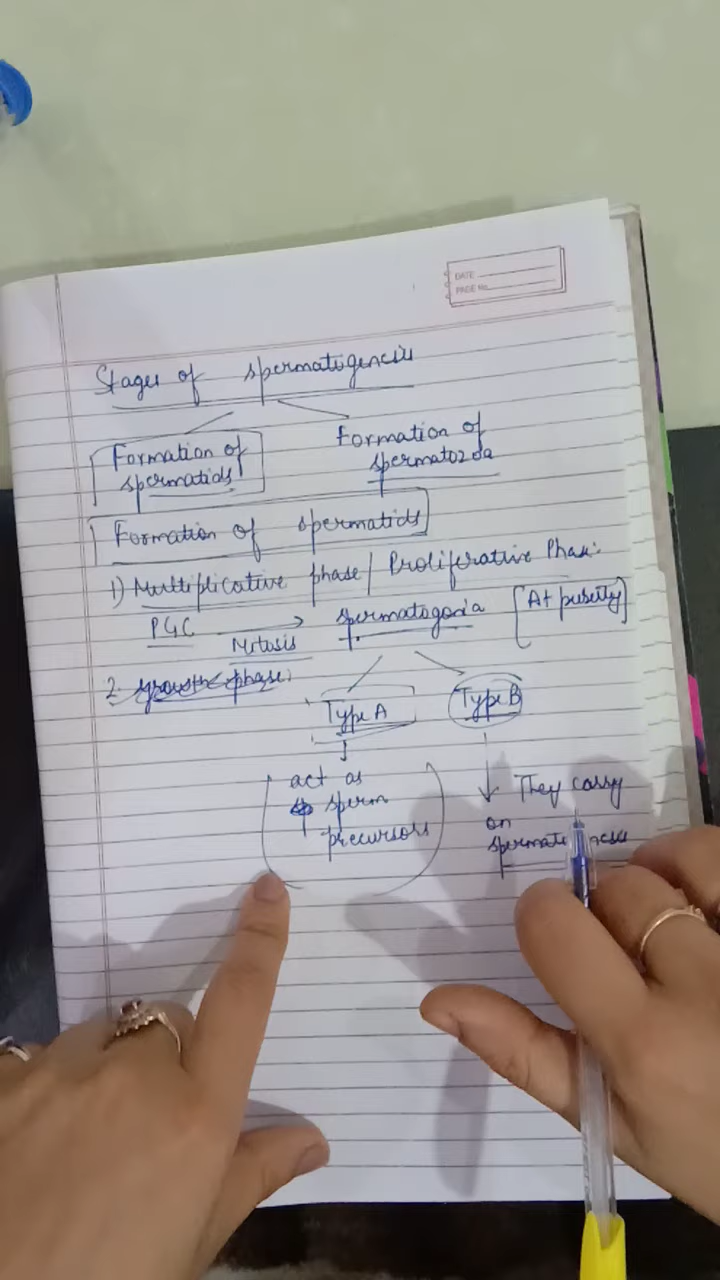 DATE
PAGE No.
Stages of spermatogenesis
Formation of spermatids
Formation of spermatozoa
Formation of spermatids
1) Multiplicative phase / Proliferative Phase:
PGC Mitosis spermatogonia [At puberty]
2. growth phase:
Type A
Type B
act as
sperm
precursors
They carry
on